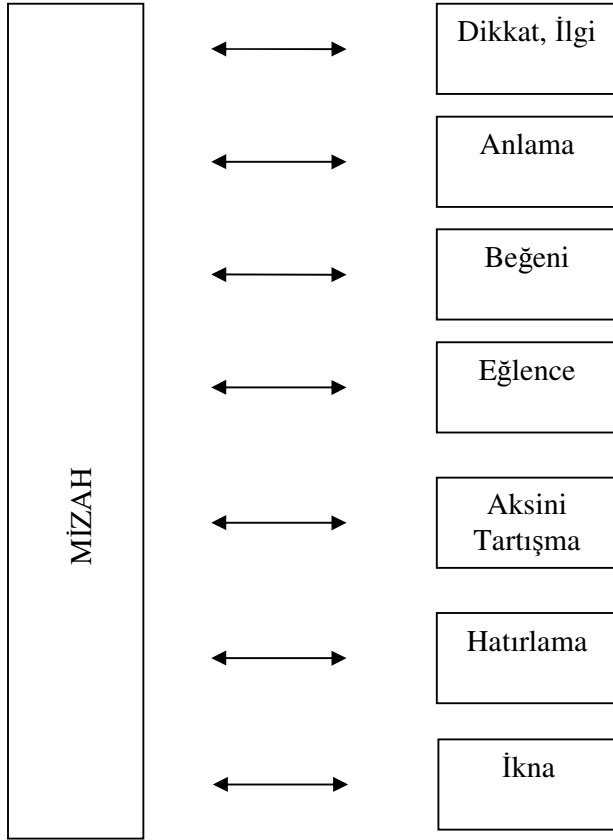 Dikkat, İlgi
Anlama
Beğeni
Eğlence
MİZAH
Aksini
Tartışma
Hatırlama
İkna